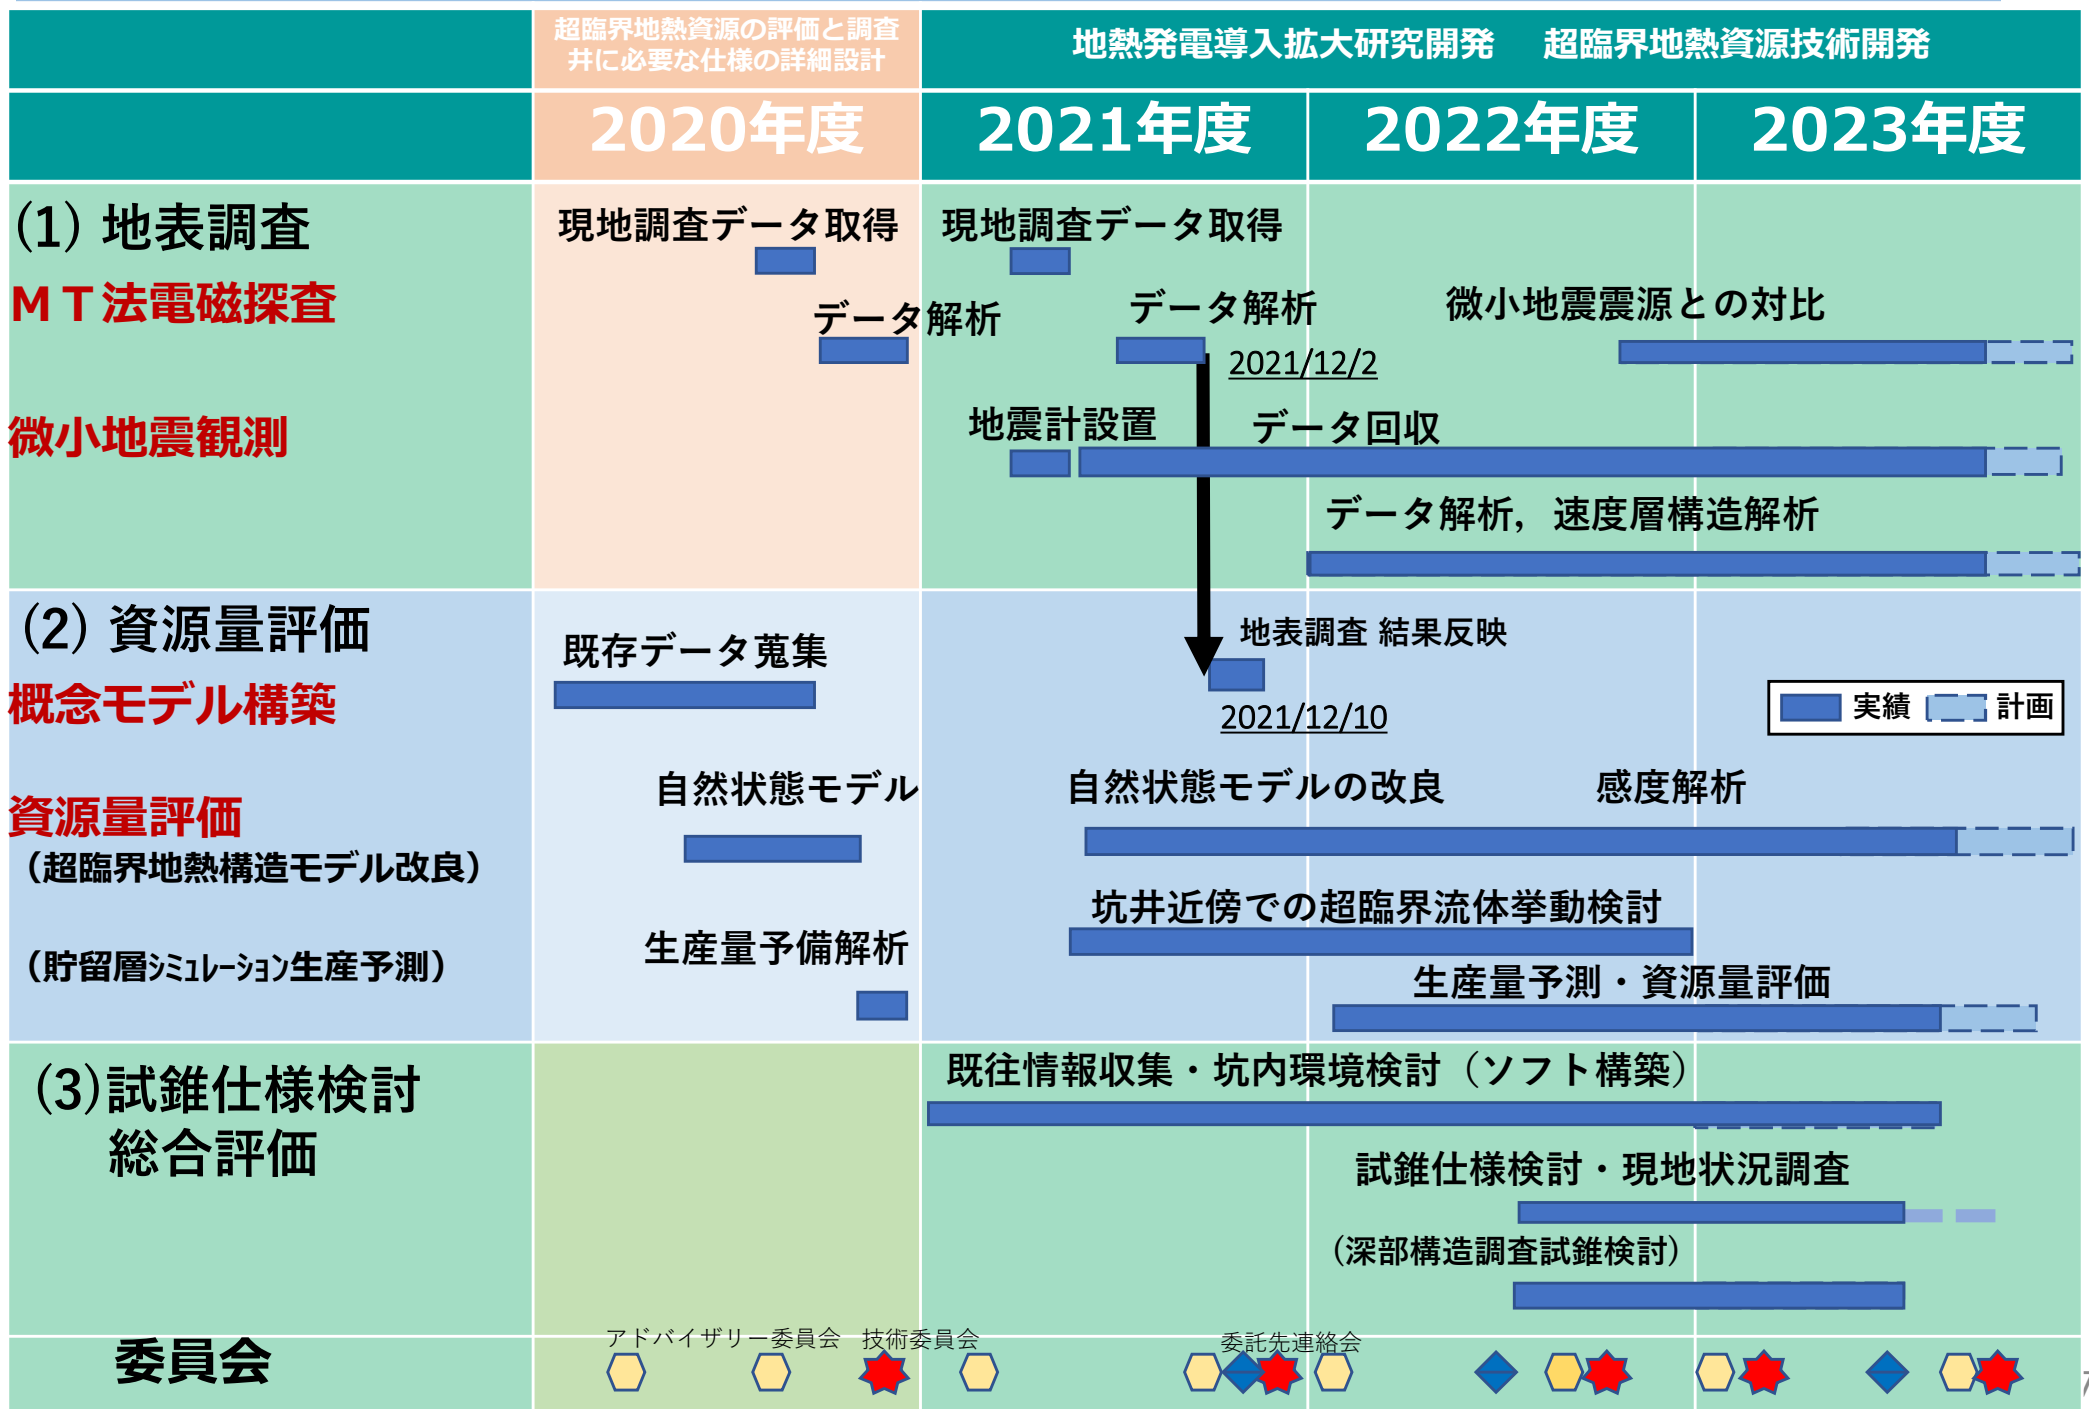 超臨界地熱資源の評価と調査
井に必要な仕様の詳細設計
地熱発電導入拡大研究開発　超臨界地熱資源技術開発
2020年度
2021年度
2022年度
2023年度
(1) 地表調査
現地調査データ取得
現地調査データ取得
ＭＴ法電磁探査
データ解析
データ解析
微小地震震源との対比
2021/12/2
微小地震観測
地震計設置
データ回収
データ解析，速度層構造解析
(2) 資源量評価
既存データ蒐集
地表調査 結果反映
概念モデル構築
2021/12/10
実績
計画
資源量評価
自然状態モデル
自然状態モデルの改良
感度解析
（超臨界地熱構造モデル改良）
坑井近傍での超臨界流体挙動検討
（貯留層ｼﾐｭﾚｰｼｮﾝ生産予測）
生産量予備解析
生産量予測・資源量評価
(3)試錐仕様検討
総合評価
既往情報収集・坑内環境検討（ソフト構築）
試錐仕様検討・現地状況調査
（深部構造調査試錐検討）
委員会
アドバイザリー委員会
技術委員会
委託先連絡会
7